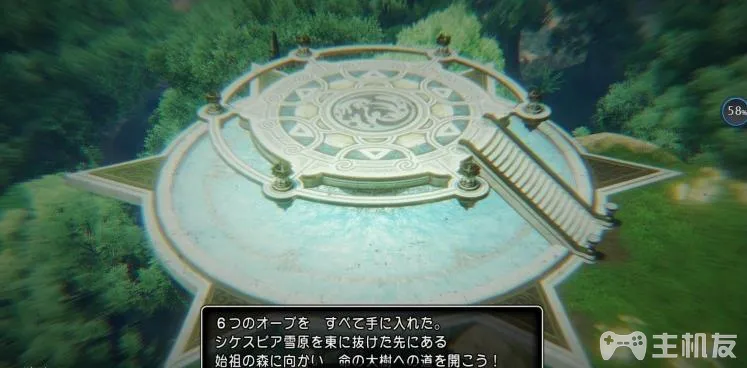 58%
６つのオーブを　すべて手に入れた。
シケスビア雪原を東に抜けた先にある
始祖の森に向かい　命の大樹への道を開こう！
主机友